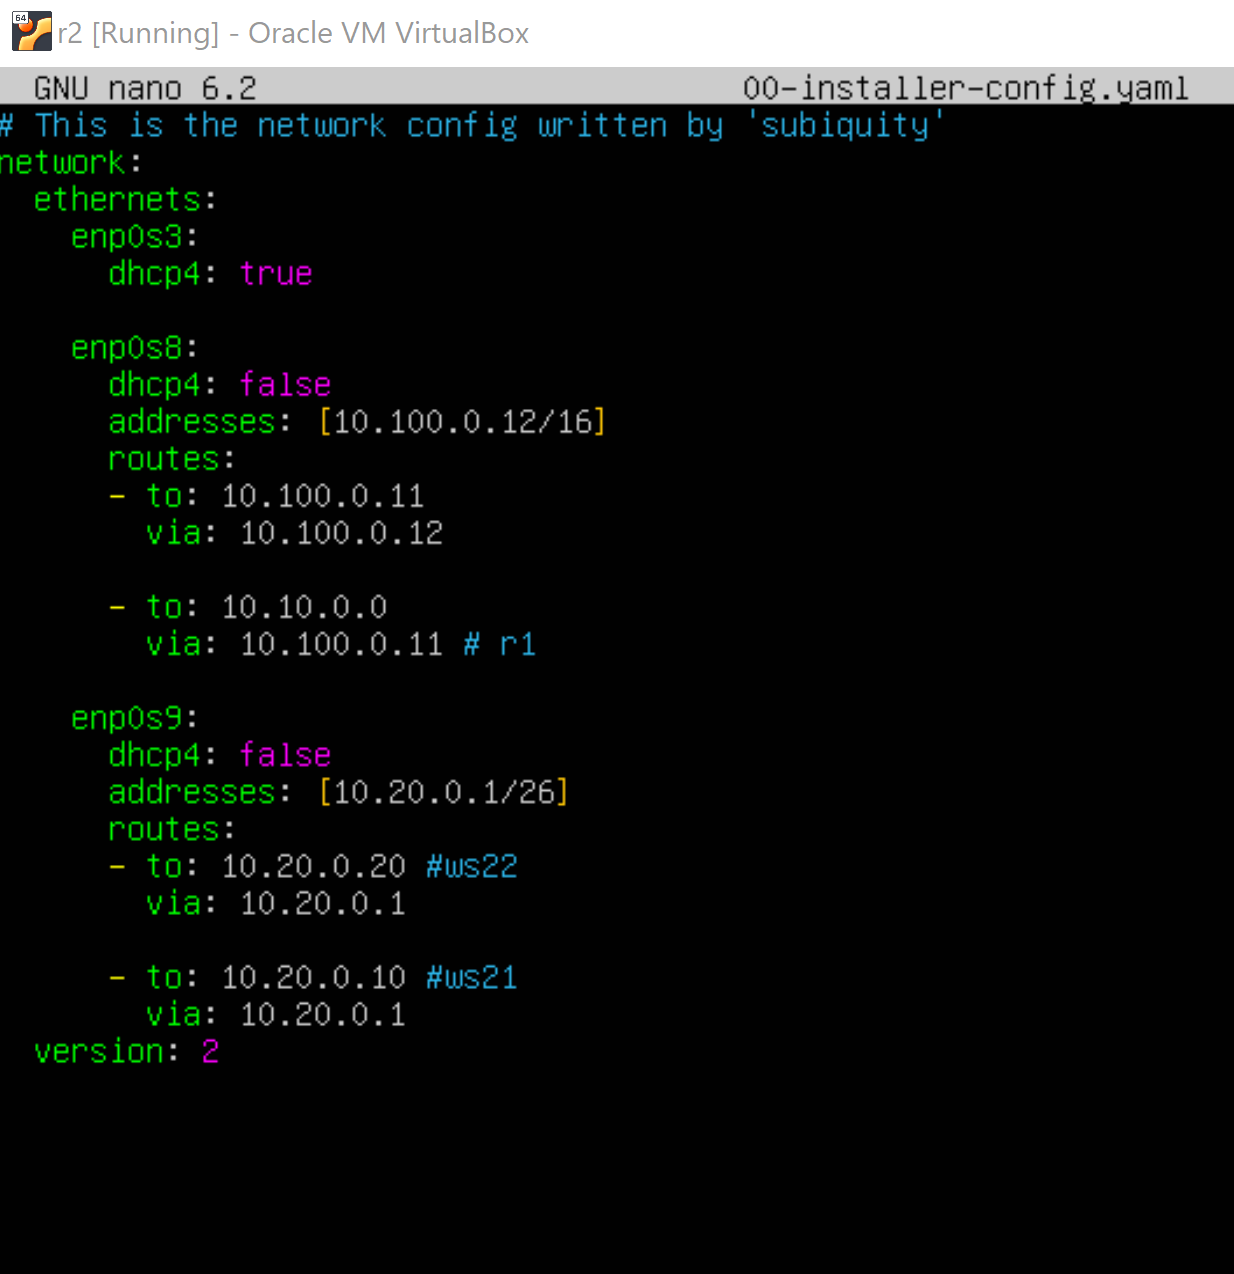 64
r2 [Running] - Oracle VM VirtualBox
GNU nano 6.2 00-installer-config.yaml
# This is the network config written by 'subiquity'
network:
  ethernets:
    enp0s3:
      dhcp4: true

    enp0s8:
      dhcp4: false
      addresses: [10.100.0.12/16]
      routes:
      - to: 10.100.0.11
        via: 10.100.0.12

      - to: 10.10.0.0
        via: 10.100.0.11 # r1

    enp0s9:
      dhcp4: false
      addresses: [10.20.0.1/26]
      routes:
      - to: 10.20.0.20 #ws22
        via: 10.20.0.1

      - to: 10.20.0.10 #ws21
        via: 10.20.0.1
  version: 2